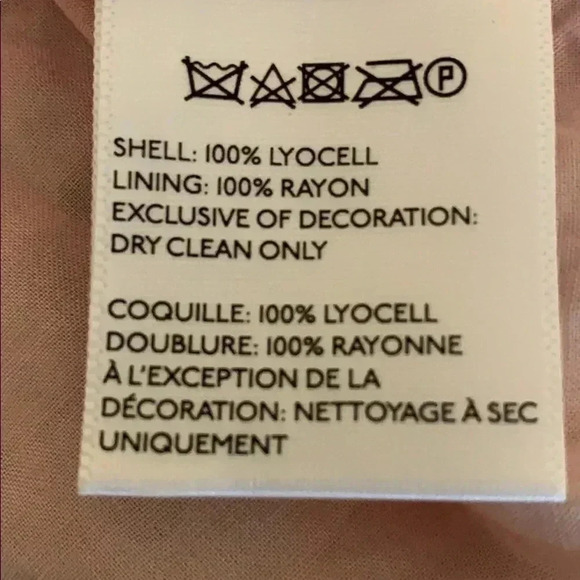 P
SHELL: 100% LYOCELL
LINING: 100% RAYON
EXCLUSIVE OF DECORATION:
DRY CLEAN ONLY
COQUILLE: 100% LYOCELL
DOUBLURE: 100% RAYONNE
À L'EXCEPTION DE LA
DÉCORATION: NETTOYAGE À SEC
UNIQUEMENT